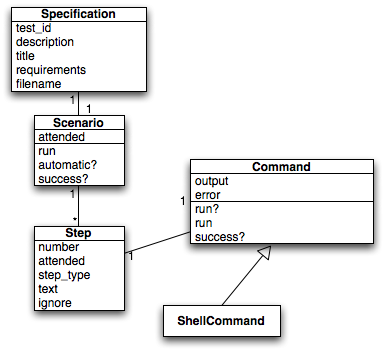 Specification
test_id
description
title
requirements
filename
1
1
Scenario
attended
run
automatic?
success?
1
*
Step
number
attended
step_type
text
ignore
1
1
Command
output
error
run?
run
success?
ShellCommand